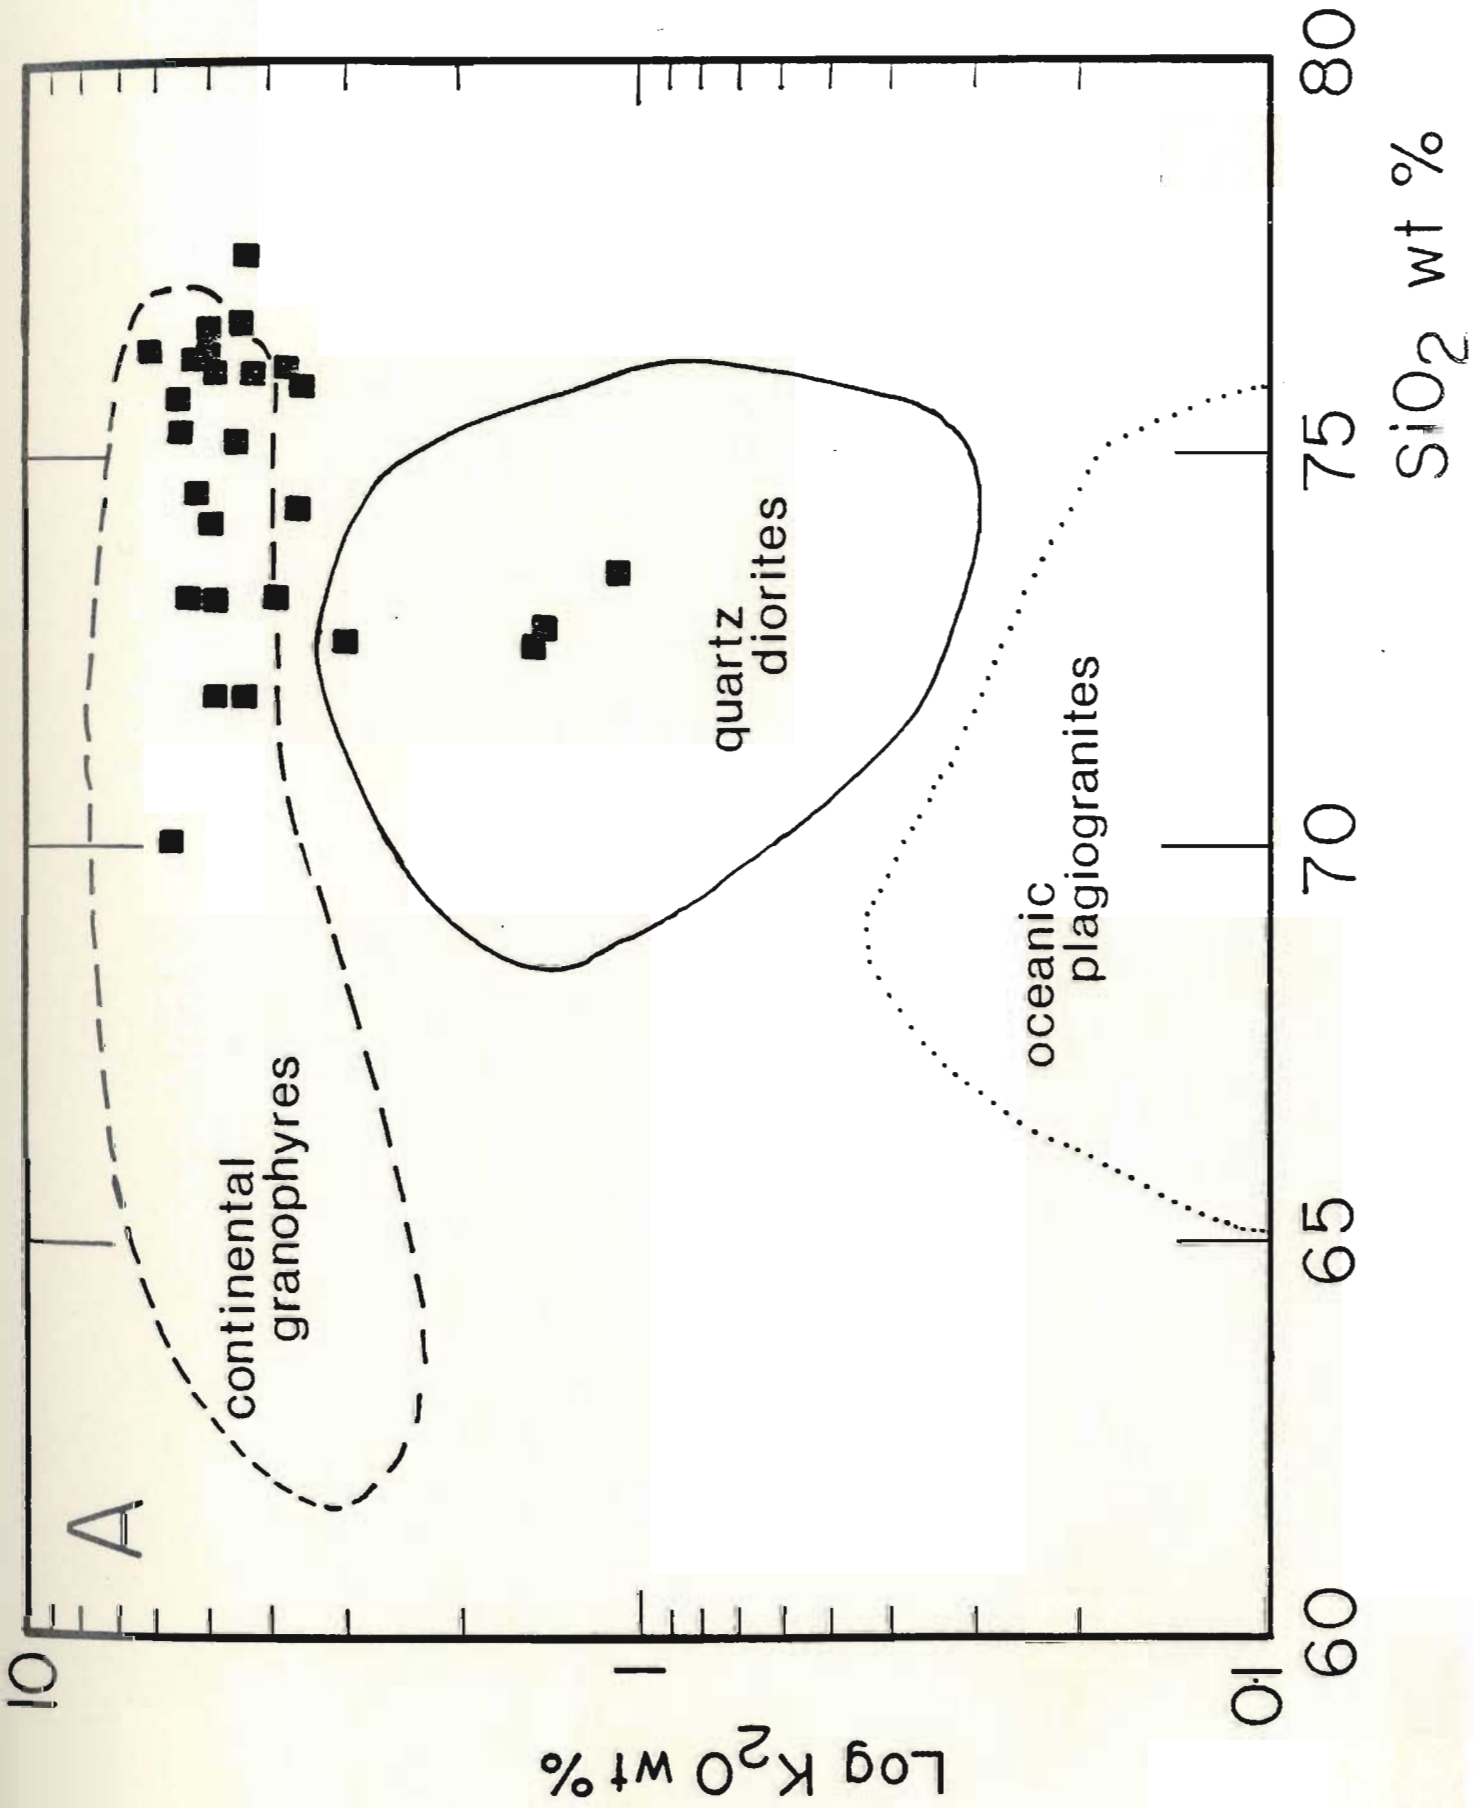 A
10
1
0.1
Log K₂O wt %
continental
granophyres
quartz
diorites
oceanic
plagiogranites
60
65
70
75
80
SiO₂ wt %